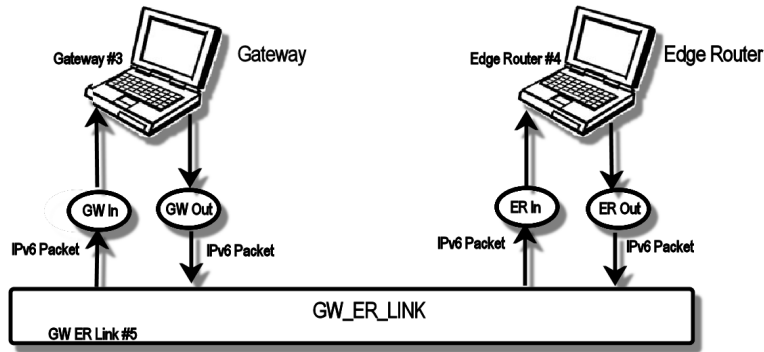 Gateway #3
Gateway
Edge Router #4
Edge Router
GW In
GW Out
ER In
ER Out
IPv6 Packet
IPv6 Packet
IPv6 Packet
IPv6 Packet
GW_ER_LINK
GW ER Link #5